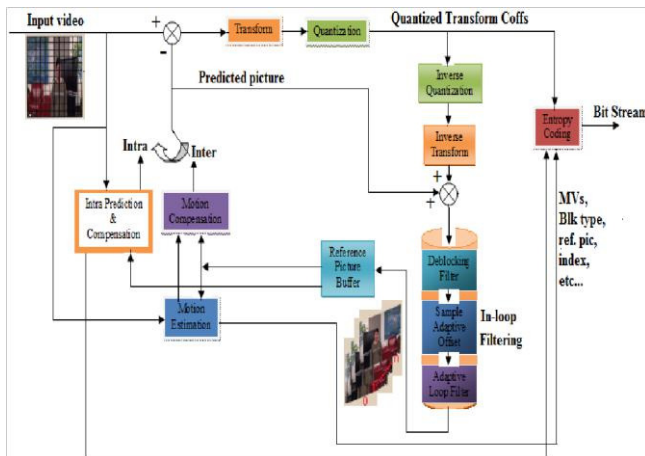 Input video
+
-
Transform
Quantization
Quantized Transform Coffs
Predicted picture
Inverse
Quantization
Inverse
Transform
Entropy
Coding
Bit Stream
Intra
Inter
+
+
Intra Prediction
&
Compensation
Motion
Compensation
MVs,
Blk type,
ref. pic,
index,
etc...
Reference
Picture
Buffer
Deblocking
Filter
Motion
Estimation
Sample
Adaptive
Offset
In-loop
Filtering
Adaptive
Loop Filter
0